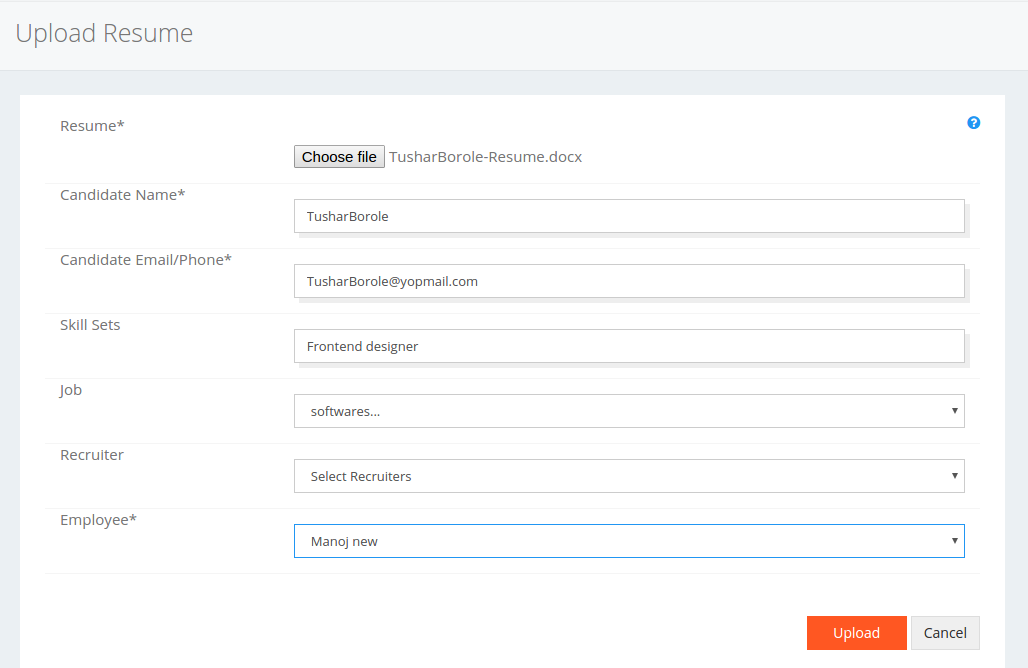 Upload Resume
Resume*
?
Choose file TusharBorole-Resume.docx
Candidate Name*
TusharBorole
Candidate Email/Phone*
TusharBorole@yopmail.com
Skill Sets
Frontend designer
Job
softwares...
Recruiter
Select Recruiters
Employee*
Manoj new
Upload Cancel